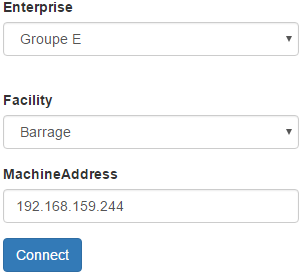 Enterprise
Groupe E
Facility
Barrage
MachineAddress
192.168.159.244
Connect